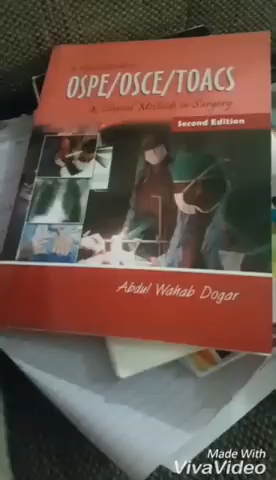 OSPE/OSCE/TOACS
& Clinical Methods in Surgery
Second Edition
Abdul Wahab Dogar
Made With
VivaVideo